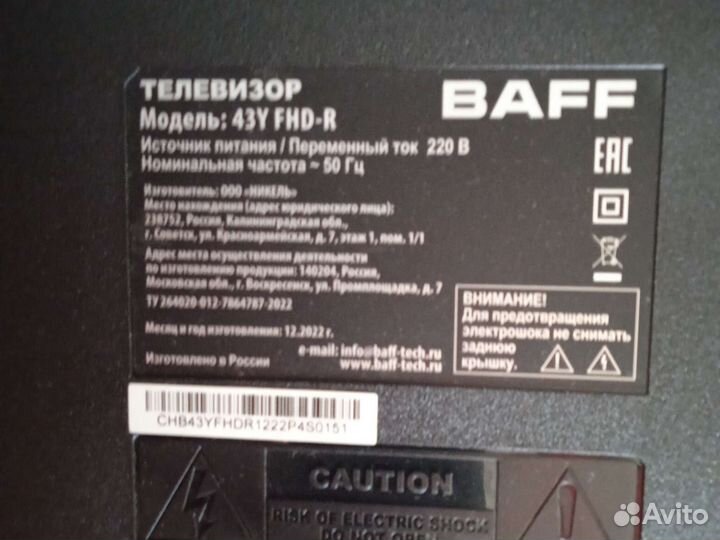 ТЕЛЕВИЗОР
BAFF
Модель: 43Y FHD-R
Источник питания / Переменный ток 220 В
Номинальная частота ~ 50 Гц
EAC
Изготовитель: ООО «НИКЕЛЬ»
Место нахождения (адрес юридического лица):
238752, Россия, Калининградская обл.,
г. Советск, ул. Красноармейская, д. 7, этаж 1, пом. 1/1
Адрес места осуществления деятельности
по изготовлению продукции: 140204, Россия,
Московская обл., г. Воскресенск, ул. Промплощадка, д. 7
ТУ 264020-012-7864787-2022
Месяц и год изготовления: 12.2022 г.
Изготовлено в России
e-mail: info@baff-tech.ru
www.baff-tech.ru
ВНИМАНИЕ!
Для предотвращения
электрошока не снимать
заднюю
крышку.
CHB43YFHDR1222P4S0151
CAUTION
RISK OF ELECTRIC SHOCK
DO NOT OPEN
Avito